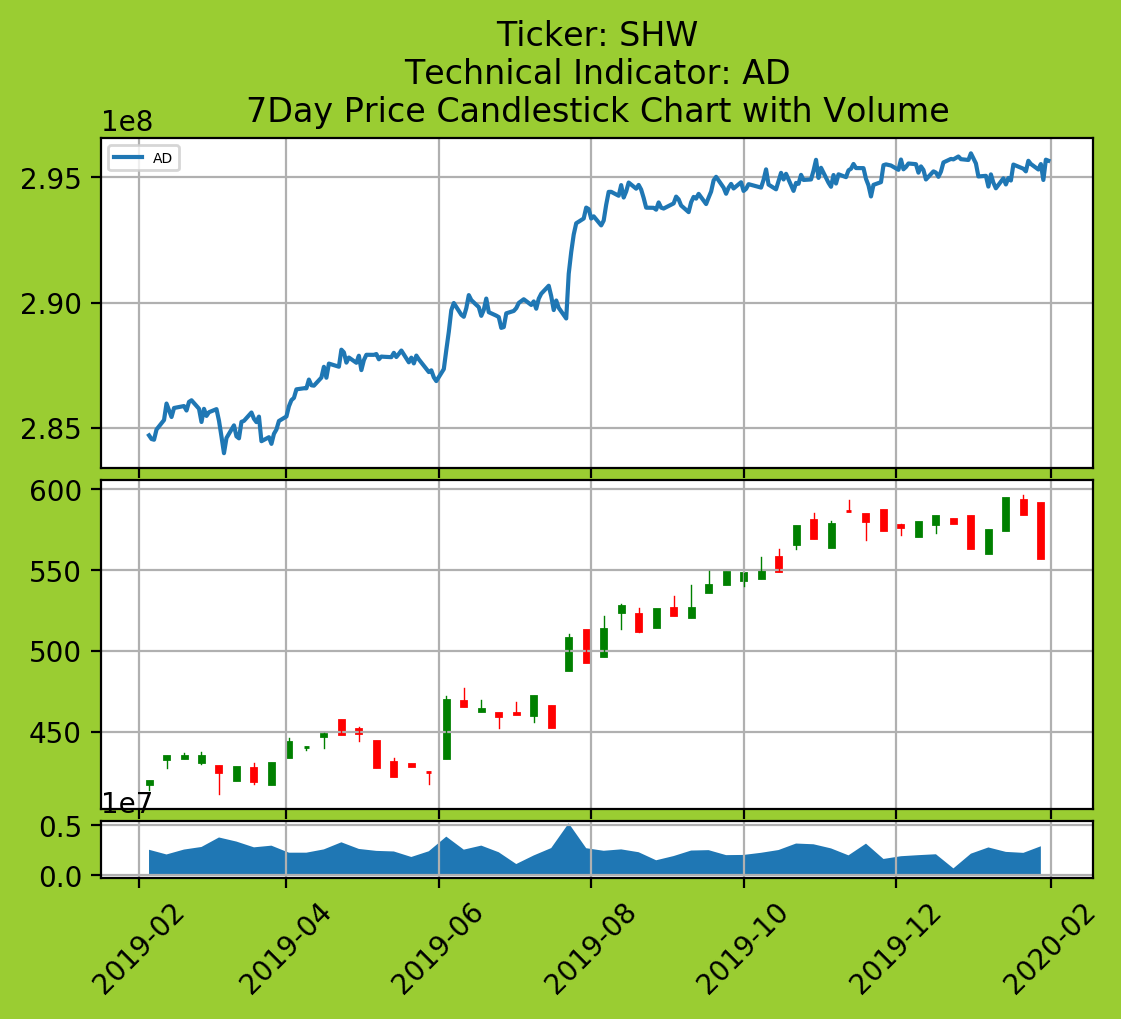 Ticker: SHW
Technical Indicator: AD
7Day Price Candlestick Chart with Volume
1e8
AD
2.95
2.90
2.85
600
550
500
450
1e7
0.5
0.0
2019-02
2019-04
2019-06
2019-08
2019-10
2019-12
2020-02